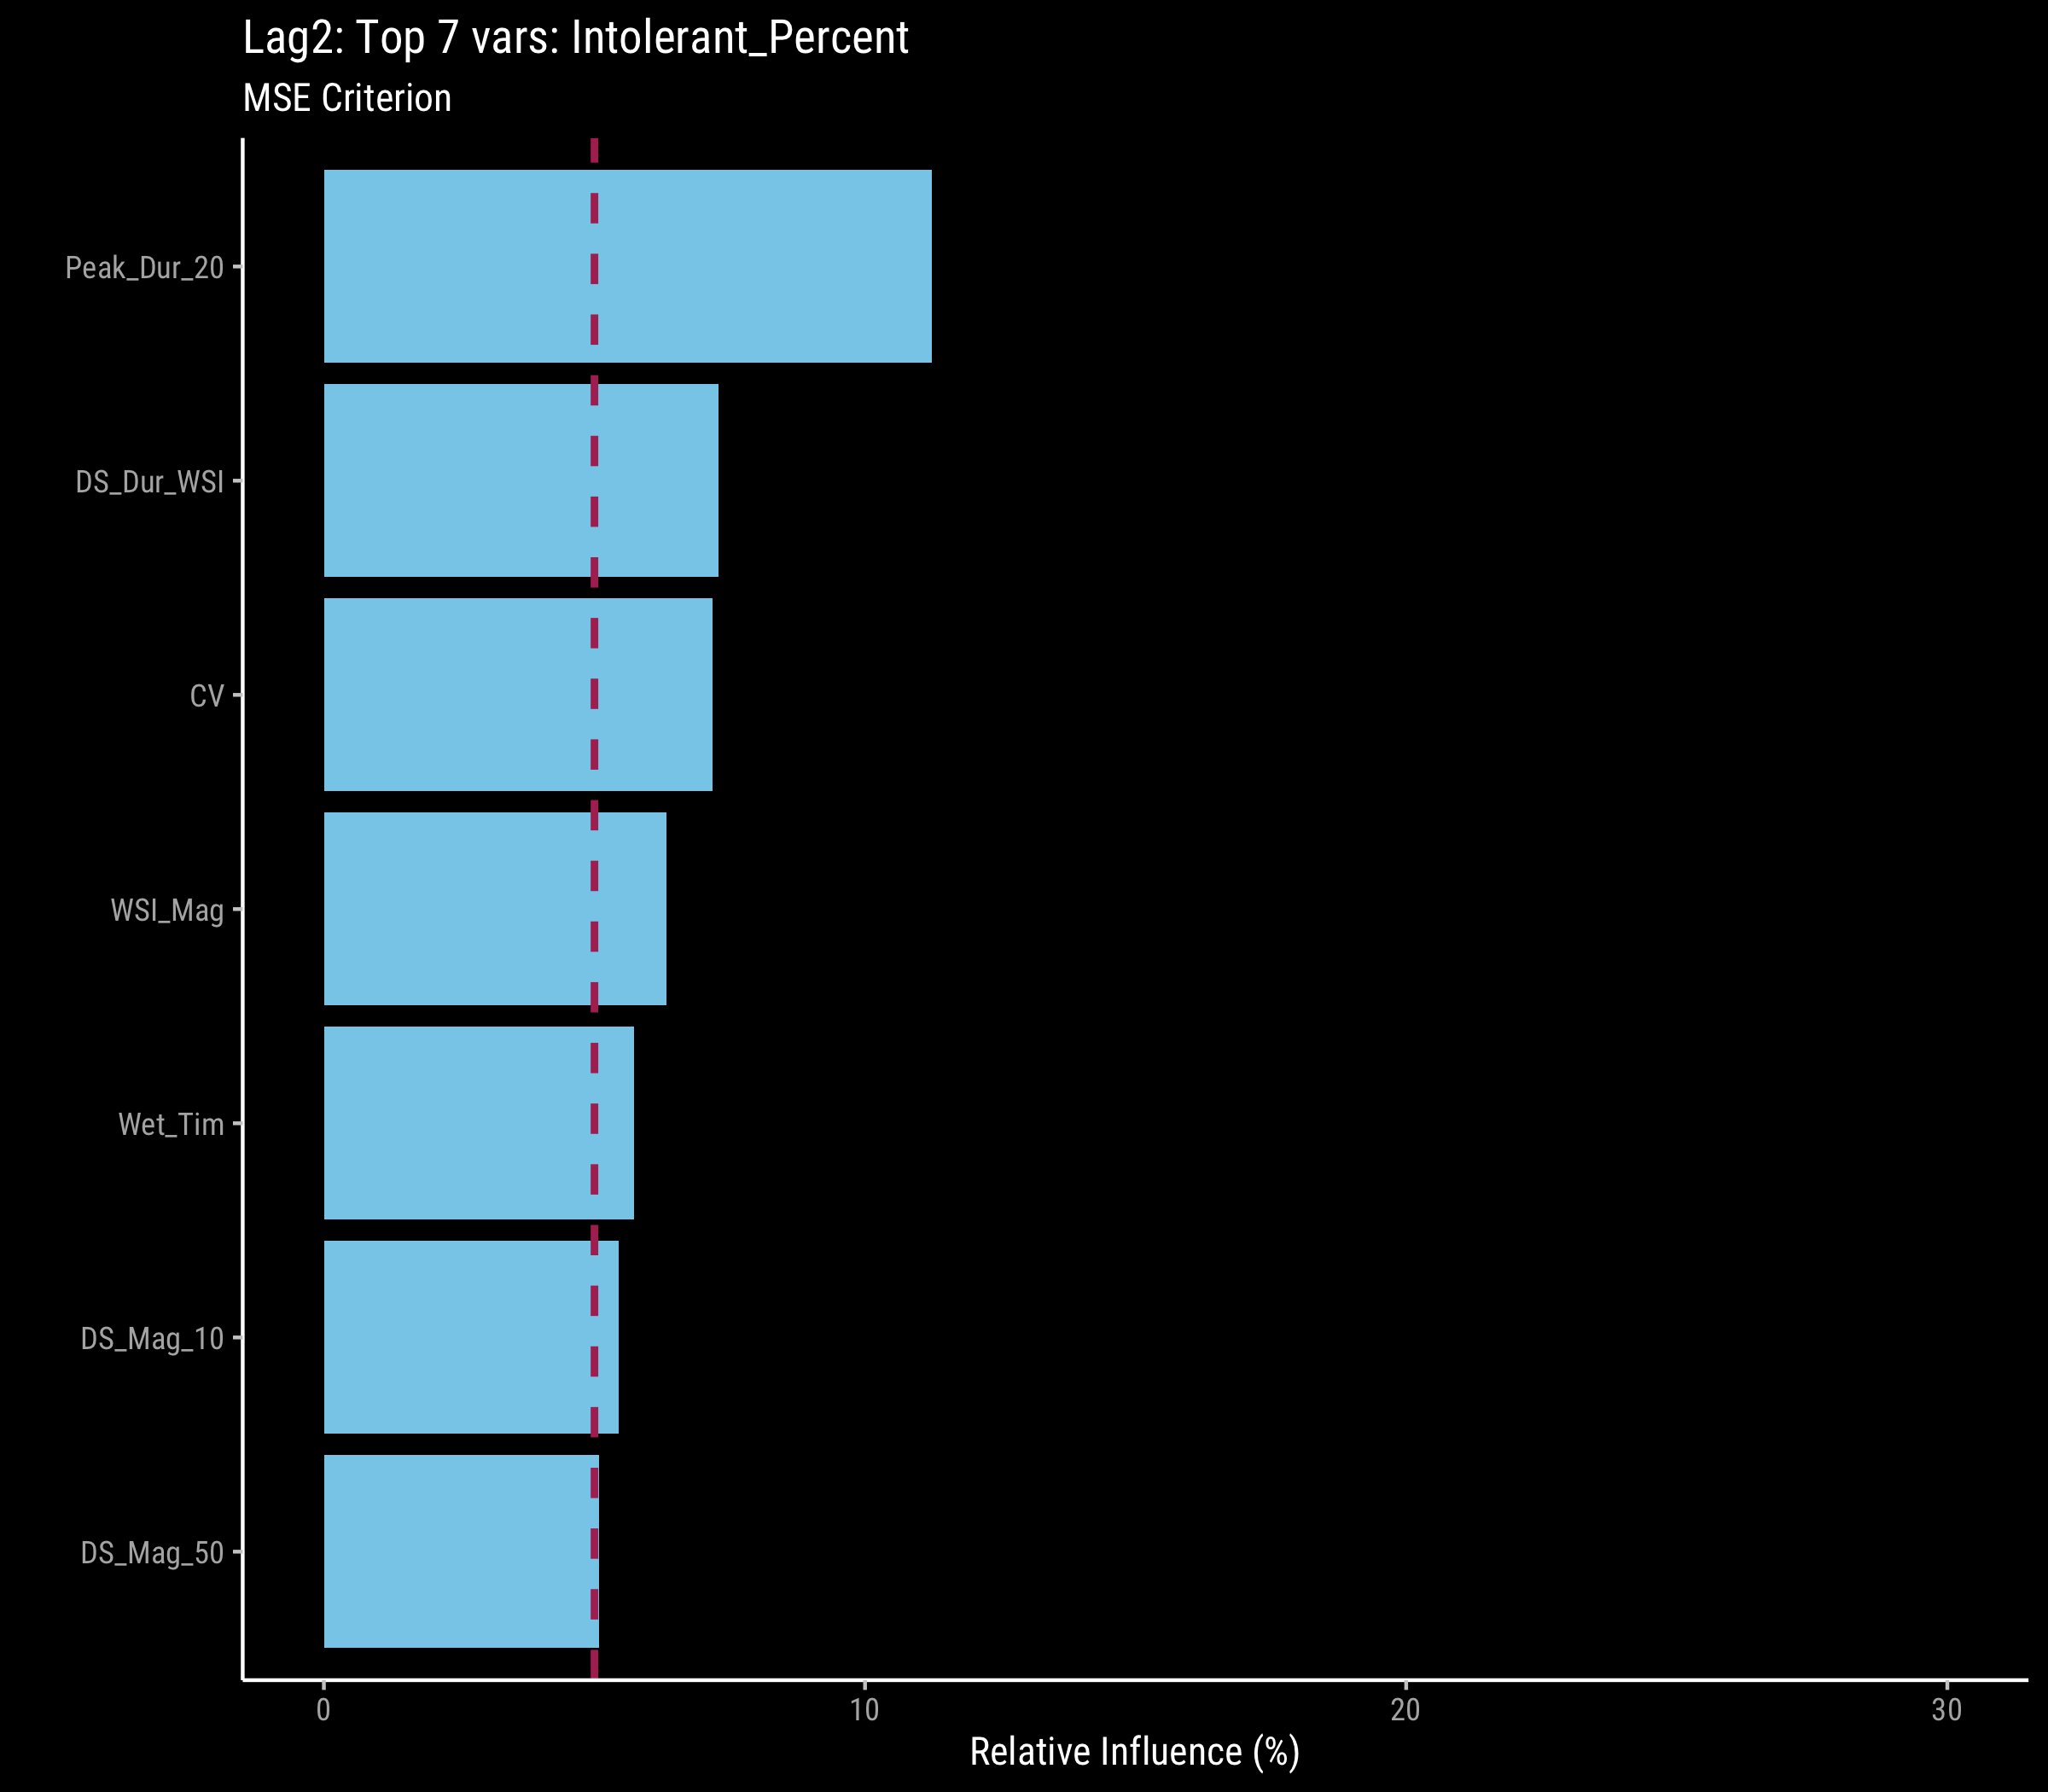 Lag2: Top 7 vars: Intolerant_Percent
MSE Criterion
Peak_Dur_20
DS_Dur_WSI
CV
WSI_Mag
Wet_Tim
DS_Mag_10
DS_Mag_50
0 10 20 30
Relative Influence (%)